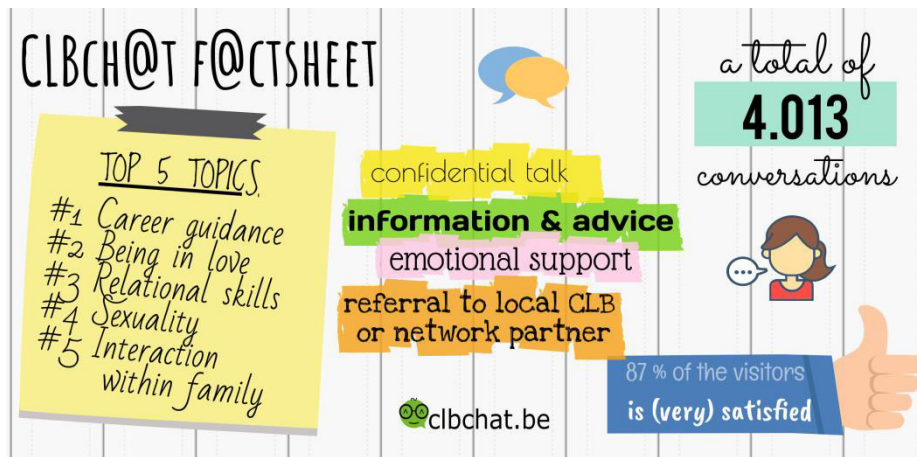 CLBCH@T F@CTSHEET
TOP 5 TOPICS.
#1 Career guidance
#2 Being in love
#3 Relational skills
#4 Sexuality
#5 Interaction
within family
confidential talk
information & advice
emotional support
referral to local CLB
or network partner
clbchat.be
a total of
4.013
conversations
87 % of the visitors
is (very) satisfied